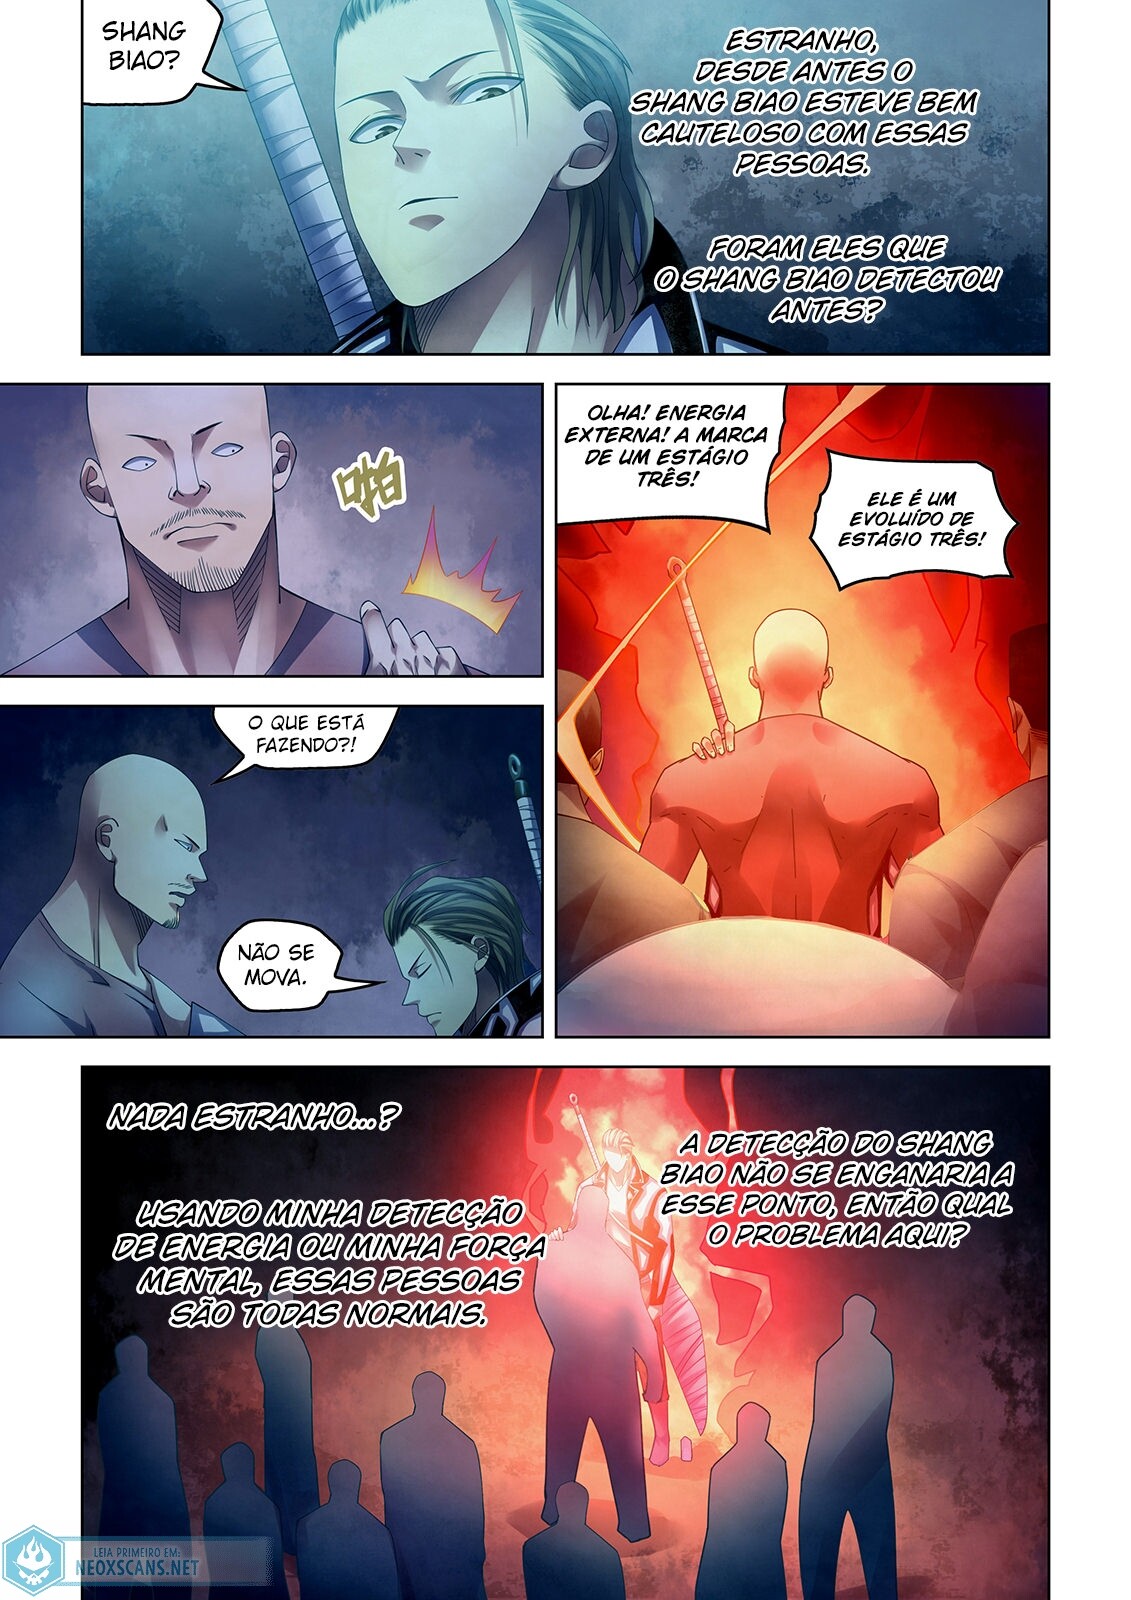 SHANG
BIAO?
ESTRANHO,
DESDE ANTES O
SHANG BIAO ESTEVE BEM
CAUTELOSO COM ESSAS
PESSOAS.
FORAM ELES QUE
O SHANG BIAO DETECTOU
ANTES?
啪
OLHA! ENERGIA
EXTERNA! A MARCA
DE UM ESTÁGIO
TRÊS!
ELE É UM
EVOLUÍDO DE
ESTÁGIO TRÊS!
O QUE ESTÁ
FAZENDO?!
NÃO SE
MOVA.
NADA ESTRANHO...?
USANDO MINHA DETECÇÃO
DE ENERGIA OU MINHA FORÇA
MENTAL, ESSAS PESSOAS
SÃO TODAS NORMAIS.
A DETECÇÃO DO SHANG
BIAO NÃO SE ENGANARIA A
ESSE PONTO, ENTÃO QUAL
O PROBLEMA AQUI?
LEIA PRIMEIRO EM:
NEOXSCANS.NET